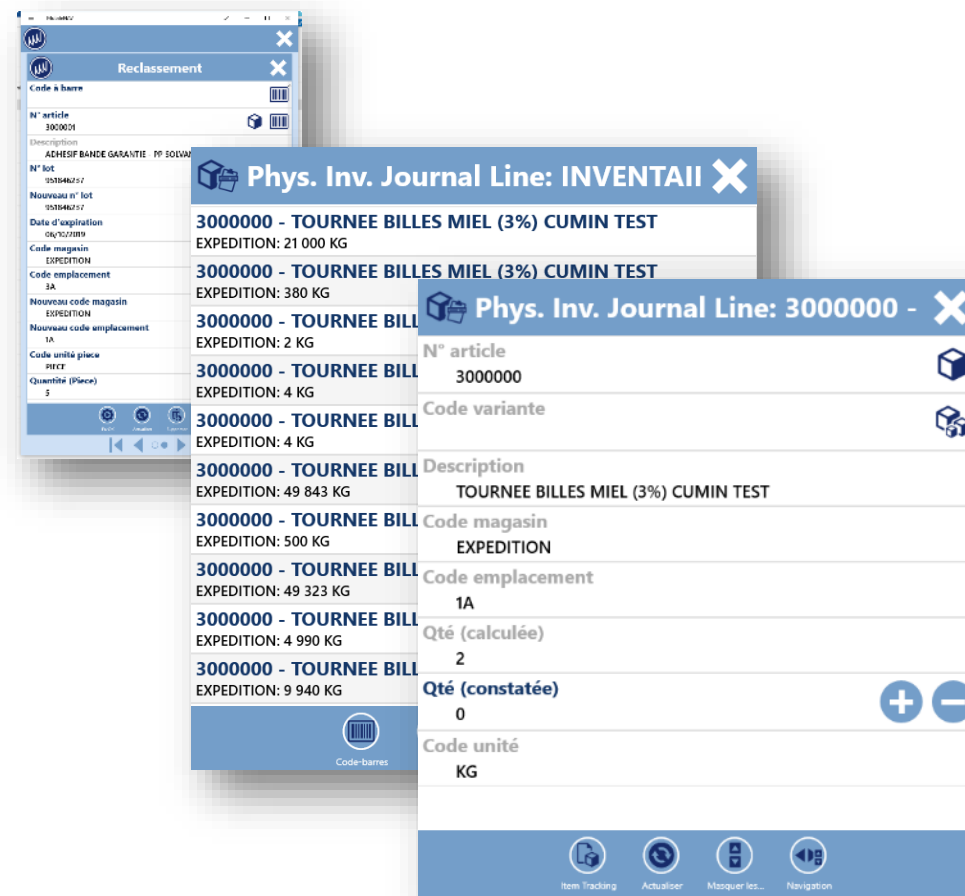 MobileNAV
Reclassement
Code à barre
N° article
3000001
Description
ADHESIF BANDE GARANTIE - PP SOLVA
N° lot
951846237
Nouveau n° lot
951846237
Date d'expiration
06/10/2019
Code magasin
EXPEDITION
Code emplacement
3A
Nouveau code magasin
EXPEDITION
Nouveau code emplacement
1A
Code unité pièce
PIECE
Quantité (Pièce)
5
Phys. Inv. Journal Line: INVENTAII
3000000 - TOURNEE BILLES MIEL (3%) CUMIN TEST
EXPEDITION: 21 000 KG
3000000 - TOURNEE BILLES MIEL (3%) CUMIN TEST
EXPEDITION: 380 KG
3000000 - TOURNEE BILL
EXPEDITION: 2 KG
3000000 - TOURNEE BILL
EXPEDITION: 4 KG
3000000 - TOURNEE BILL
EXPEDITION: 4 KG
3000000 - TOURNEE BILL
EXPEDITION: 49 843 KG
3000000 - TOURNEE BILL
EXPEDITION: 500 KG
3000000 - TOURNEE BILL
EXPEDITION: 49 323 KG
3000000 - TOURNEE BILL
EXPEDITION: 4 990 KG
3000000 - TOURNEE BILL
EXPEDITION: 9 940 KG
Code-barres
Phys. Inv. Journal Line: 3000000 -
N° article
3000000
Code variante
Description
TOURNEE BILLES MIEL (3%) CUMIN TEST
Code magasin
EXPEDITION
Code emplacement
1A
Qté (calculée)
2
Qté (constatée)
0
Code unité
KG
Item Tracking
Actualiser
Masquer les...
Navigation